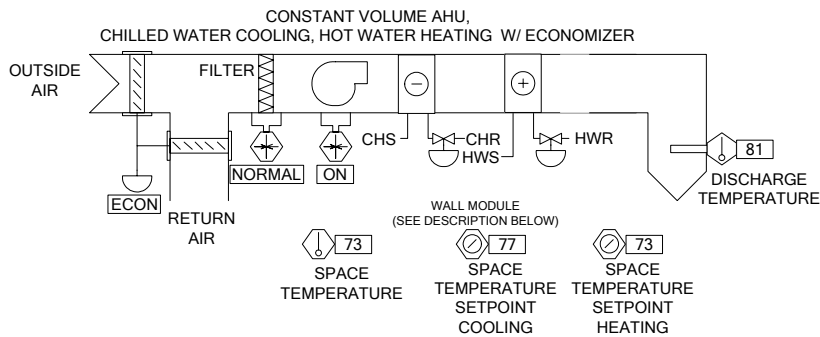 CONSTANT VOLUME AHU,
CHILLED WATER COOLING, HOT WATER HEATING W/ ECONOMIZER
OUTSIDE
AIR
FILTER
CHS
CHR
HWS
HWR
NORMAL
ON
81
DISCHARGE
TEMPERATURE
ECON
RETURN
AIR
WALL MODULE
(SEE DESCRIPTION BELOW)
73
SPACE
TEMPERATURE
77
SPACE
TEMPERATURE
SETPOINT
COOLING
73
SPACE
TEMPERATURE
SETPOINT
HEATING